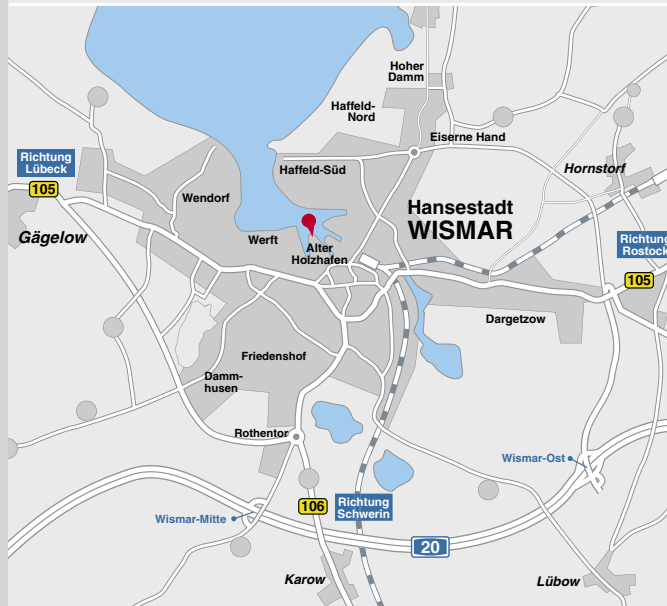 Hoher
Damm
Haffeld-
Nord
Eiserne Hand
Richtung
Lübeck
105
Haffeld-Süd
Hornstorf
Wendorf
Hansestadt
WISMAR
Gägelow
Werft
Alter
Holzhafen
Richtung
Rostock
105
Dargetzow
Friedenshof
Damm-
husen
Rothentor
Wismar-Ost
106
Richtung
Schwerin
Wismar-Mitte
20
Karow
Lübow